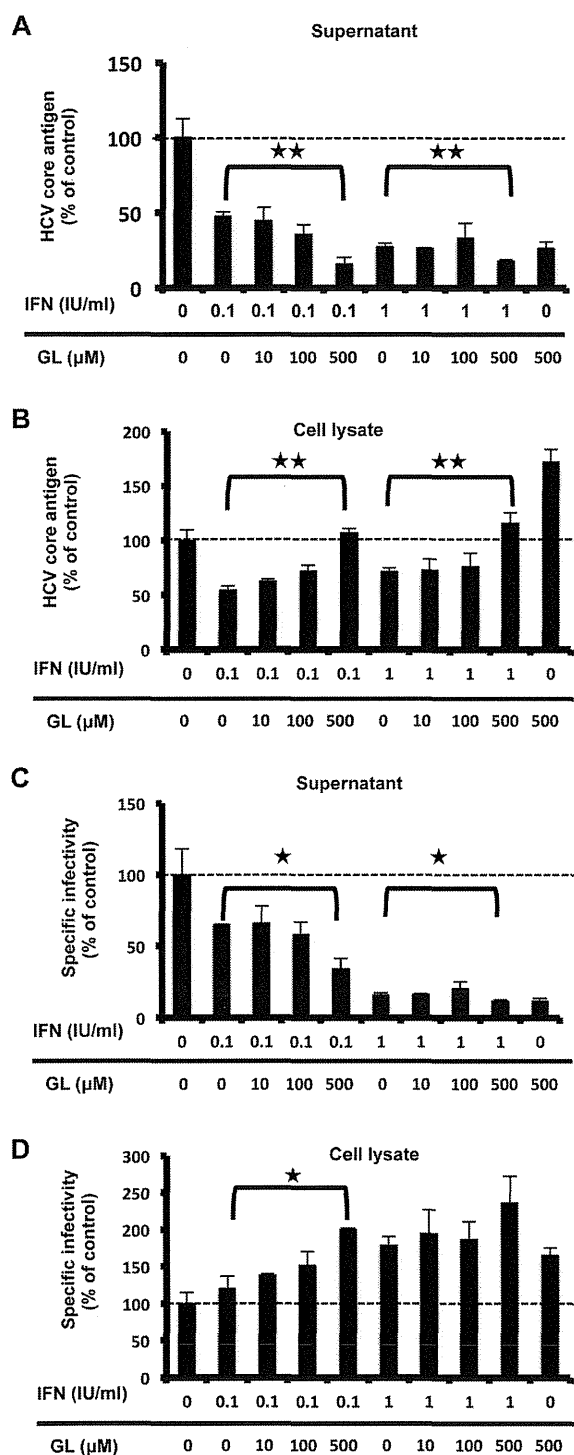 A
Supernatant
HCV core antigen
(% of control)
150
100
50
0
IFN (IU/ml) 0 0.1 0.1 0.1 0.1 1 1 1 1 0
GL (μM) 0 0 10 100 500 0 10 100 500 500
B
Cell lysate
HCV core antigen
(% of control)
200
150
100
50
0
IFN (IU/ml) 0 0.1 0.1 0.1 0.1 1 1 1 1 0
GL (μM) 0 0 10 100 500 0 10 100 500 500
C
Supernatant
Specific infectivity
(% of control)
150
100
50
0
IFN (IU/ml) 0 0.1 0.1 0.1 0.1 1 1 1 1 0
GL (μM) 0 0 10 100 500 0 10 100 500 500
D
Cell lysate
Specific infectivity
(% of control)
300
250
200
150
100
50
0
IFN (IU/ml) 0 0.1 0.1 0.1 0.1 1 1 1 1 0
GL (μM) 0 0 10 100 500 0 10 100 500 500